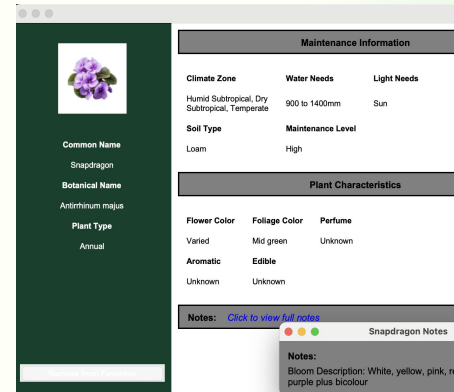 Common Name
Snapdragon
Botanical Name
Antirrhinum majus
Plant Type
Annual
Maintenance Information
Climate Zone Water Needs Light Needs
Humid Subtropical, Dry
Subtropical, Temperate
900 to 1400mm Sun
Soil Type Maintenance Level
Loam High
Plant Characteristics
Flower Color Foliage Color Perfume
Varied Mid green Unknown
Aromatic Edible
Unknown Unknown
Notes: Click to view full notes
Snapdragon Notes
Notes:
Bloom Description: White, yellow, pink, re
purple plus bicolour